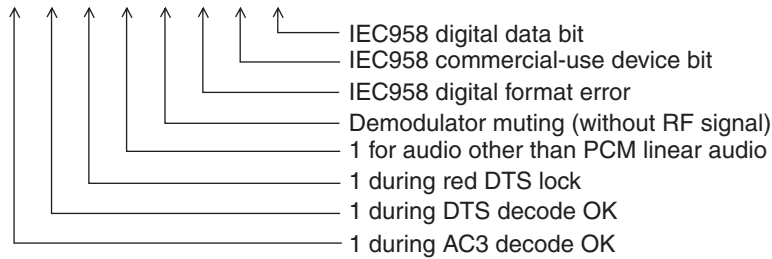 IEC958 digital data bit
IEC958 commercial-use device bit
IEC958 digital format error
Demodulator muting (without RF signal)
1 for audio other than PCM linear audio
1 during red DTS lock
1 during DTS decode OK
1 during AC3 decode OK